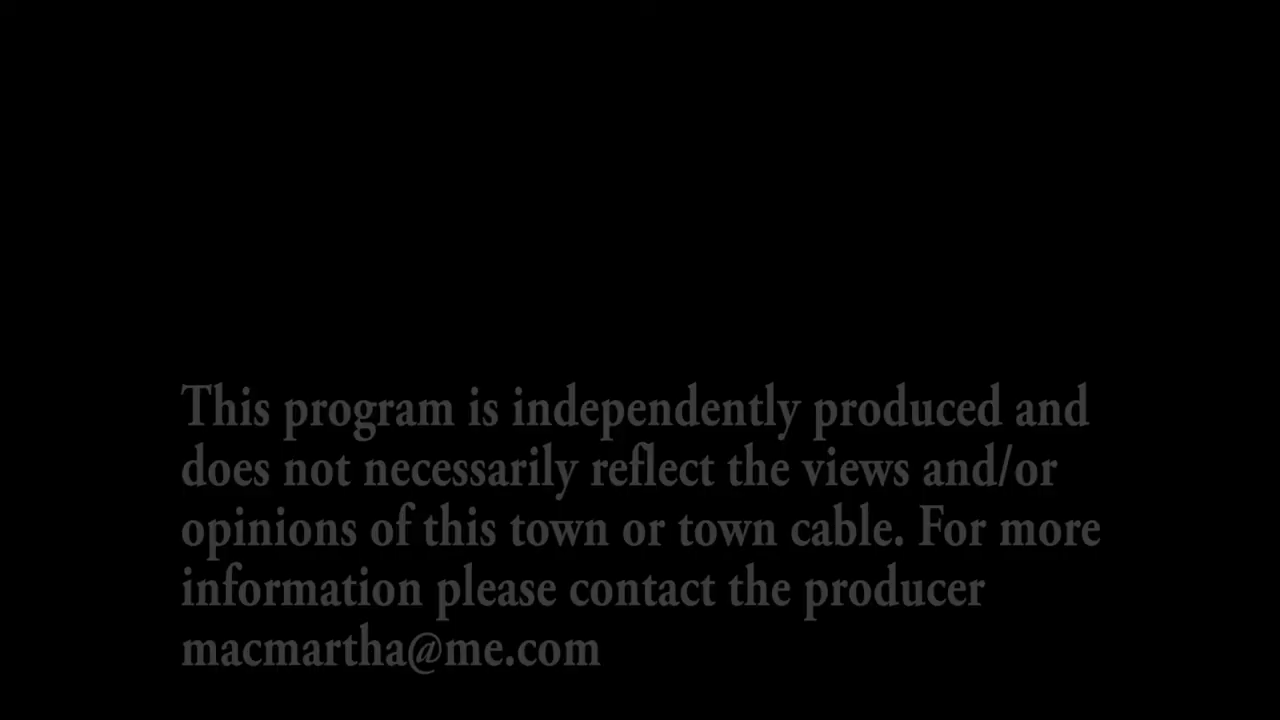 This program is independently produced and
does not necessarily reflect the views and/or
opinions of this town or town cable. For more
information please contact the producer
macmartha@me.com